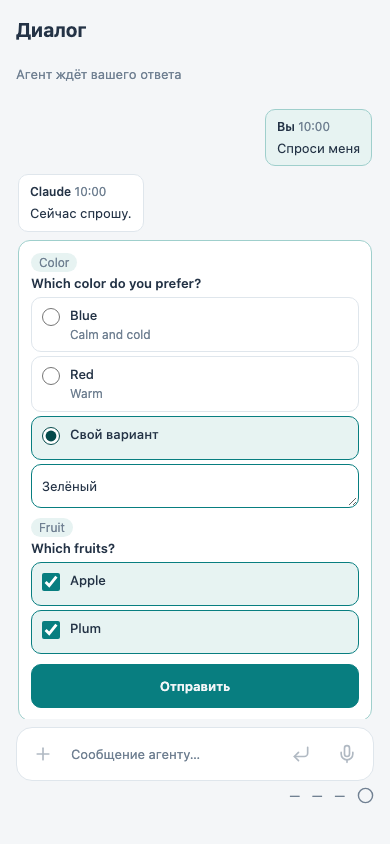 Диалог
Агент ждёт вашего ответа
Вы 10:00
Спроси меня
Claude 10:00
Сейчас спрошу.
Color
Which color do you prefer?
Blue
Calm and cold
Red
Warm
Свой вариант
Зелёный
Fruit
Which fruits?
Apple
Plum
Отправить
Сообщение агенту...